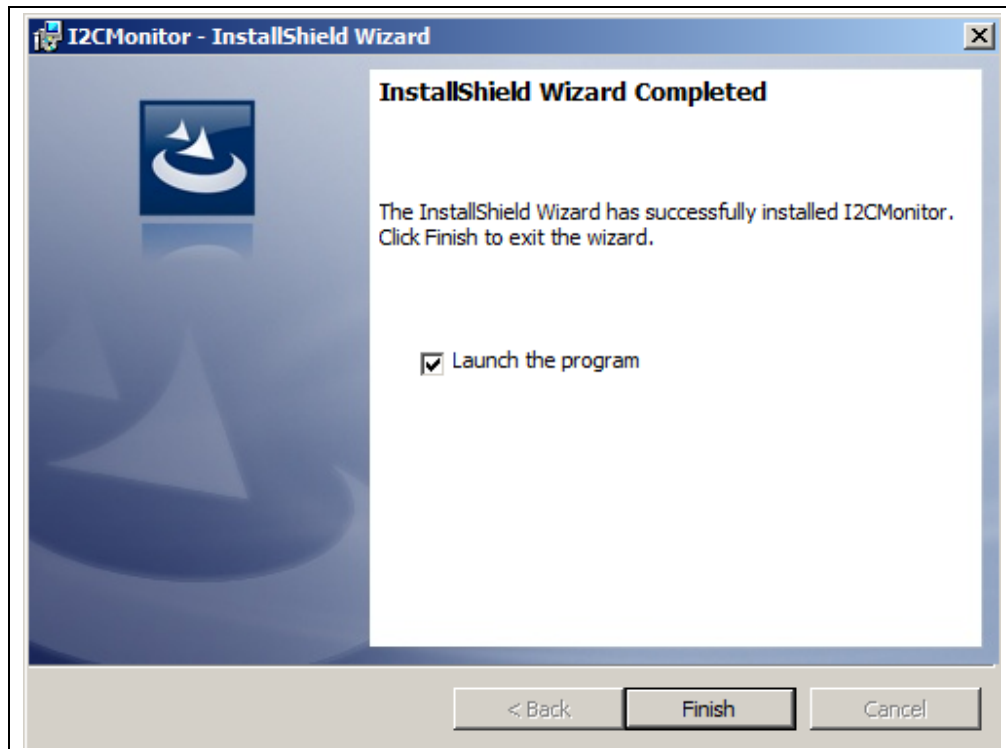 I2CMonitor - InstallShield Wizard
InstallShield Wizard Completed
The InstallShield Wizard has successfully installed I2CMonitor.
Click Finish to exit the wizard.
Launch the program
< Back
Finish
Cancel